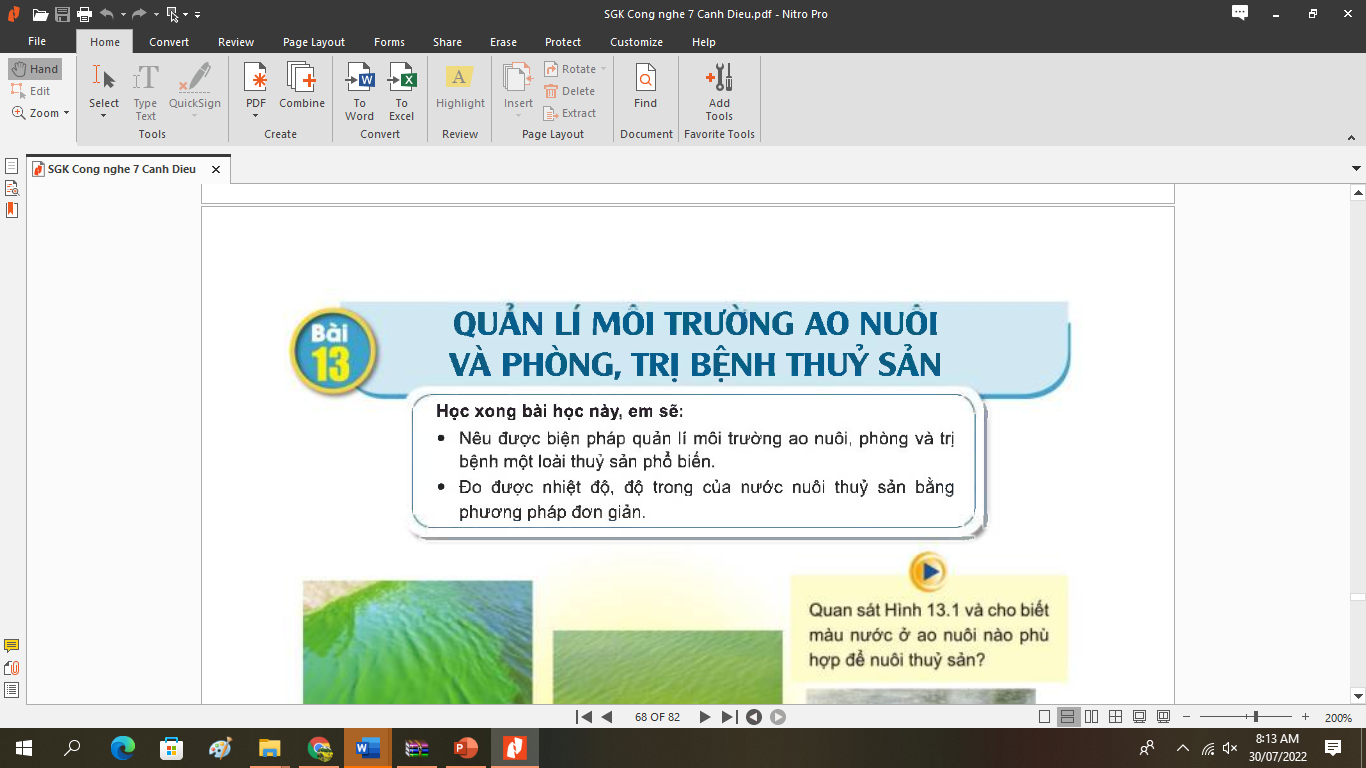 SGK Cong nghe 7 Canh Dieu.pdf - Nitro Pro
File Home Convert Review Page Layout Forms Share Erase Protect Customize Help
Hand
Edit
Zoom
Select
Type Text
QuickSign
Tools
PDF
Combine
Create
To Word
To Excel
Convert
Highlight
Review
Insert
Rotate
Delete
Extract
Page Layout
Find
Document
Add Tools
Favorite Tools
SGK Cong nghe 7 Canh Dieu
Bài
13
QUẢN LÍ MÔI TRƯỜNG AO NUÔI
VÀ PHÒNG, TRỊ BỆNH THUỶ SẢN
Học xong bài học này, em sẽ:
• Nêu được biện pháp quản lí môi trường ao nuôi, phòng và trị
bệnh một loài thuỷ sản phổ biến.
• Đo được nhiệt độ, độ trong của nước nuôi thuỷ sản bằng
phương pháp đơn giản.
Quan sát Hình 13.1 và cho biết
màu nước ở ao nuôi nào phù
hợp để nuôi thuỷ sản?
68 OF 82
200%
8:13 AM
30/07/2022